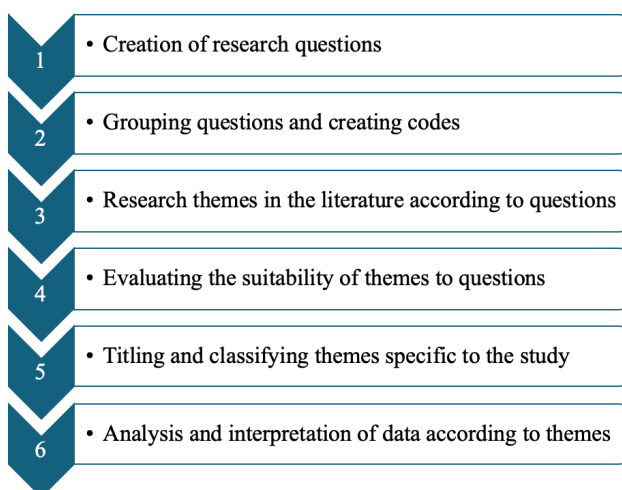 1
• Creation of research questions
2
• Grouping questions and creating codes
3
• Research themes in the literature according to questions
4
• Evaluating the suitability of themes to questions
5
• Titling and classifying themes specific to the study
6
• Analysis and interpretation of data according to themes